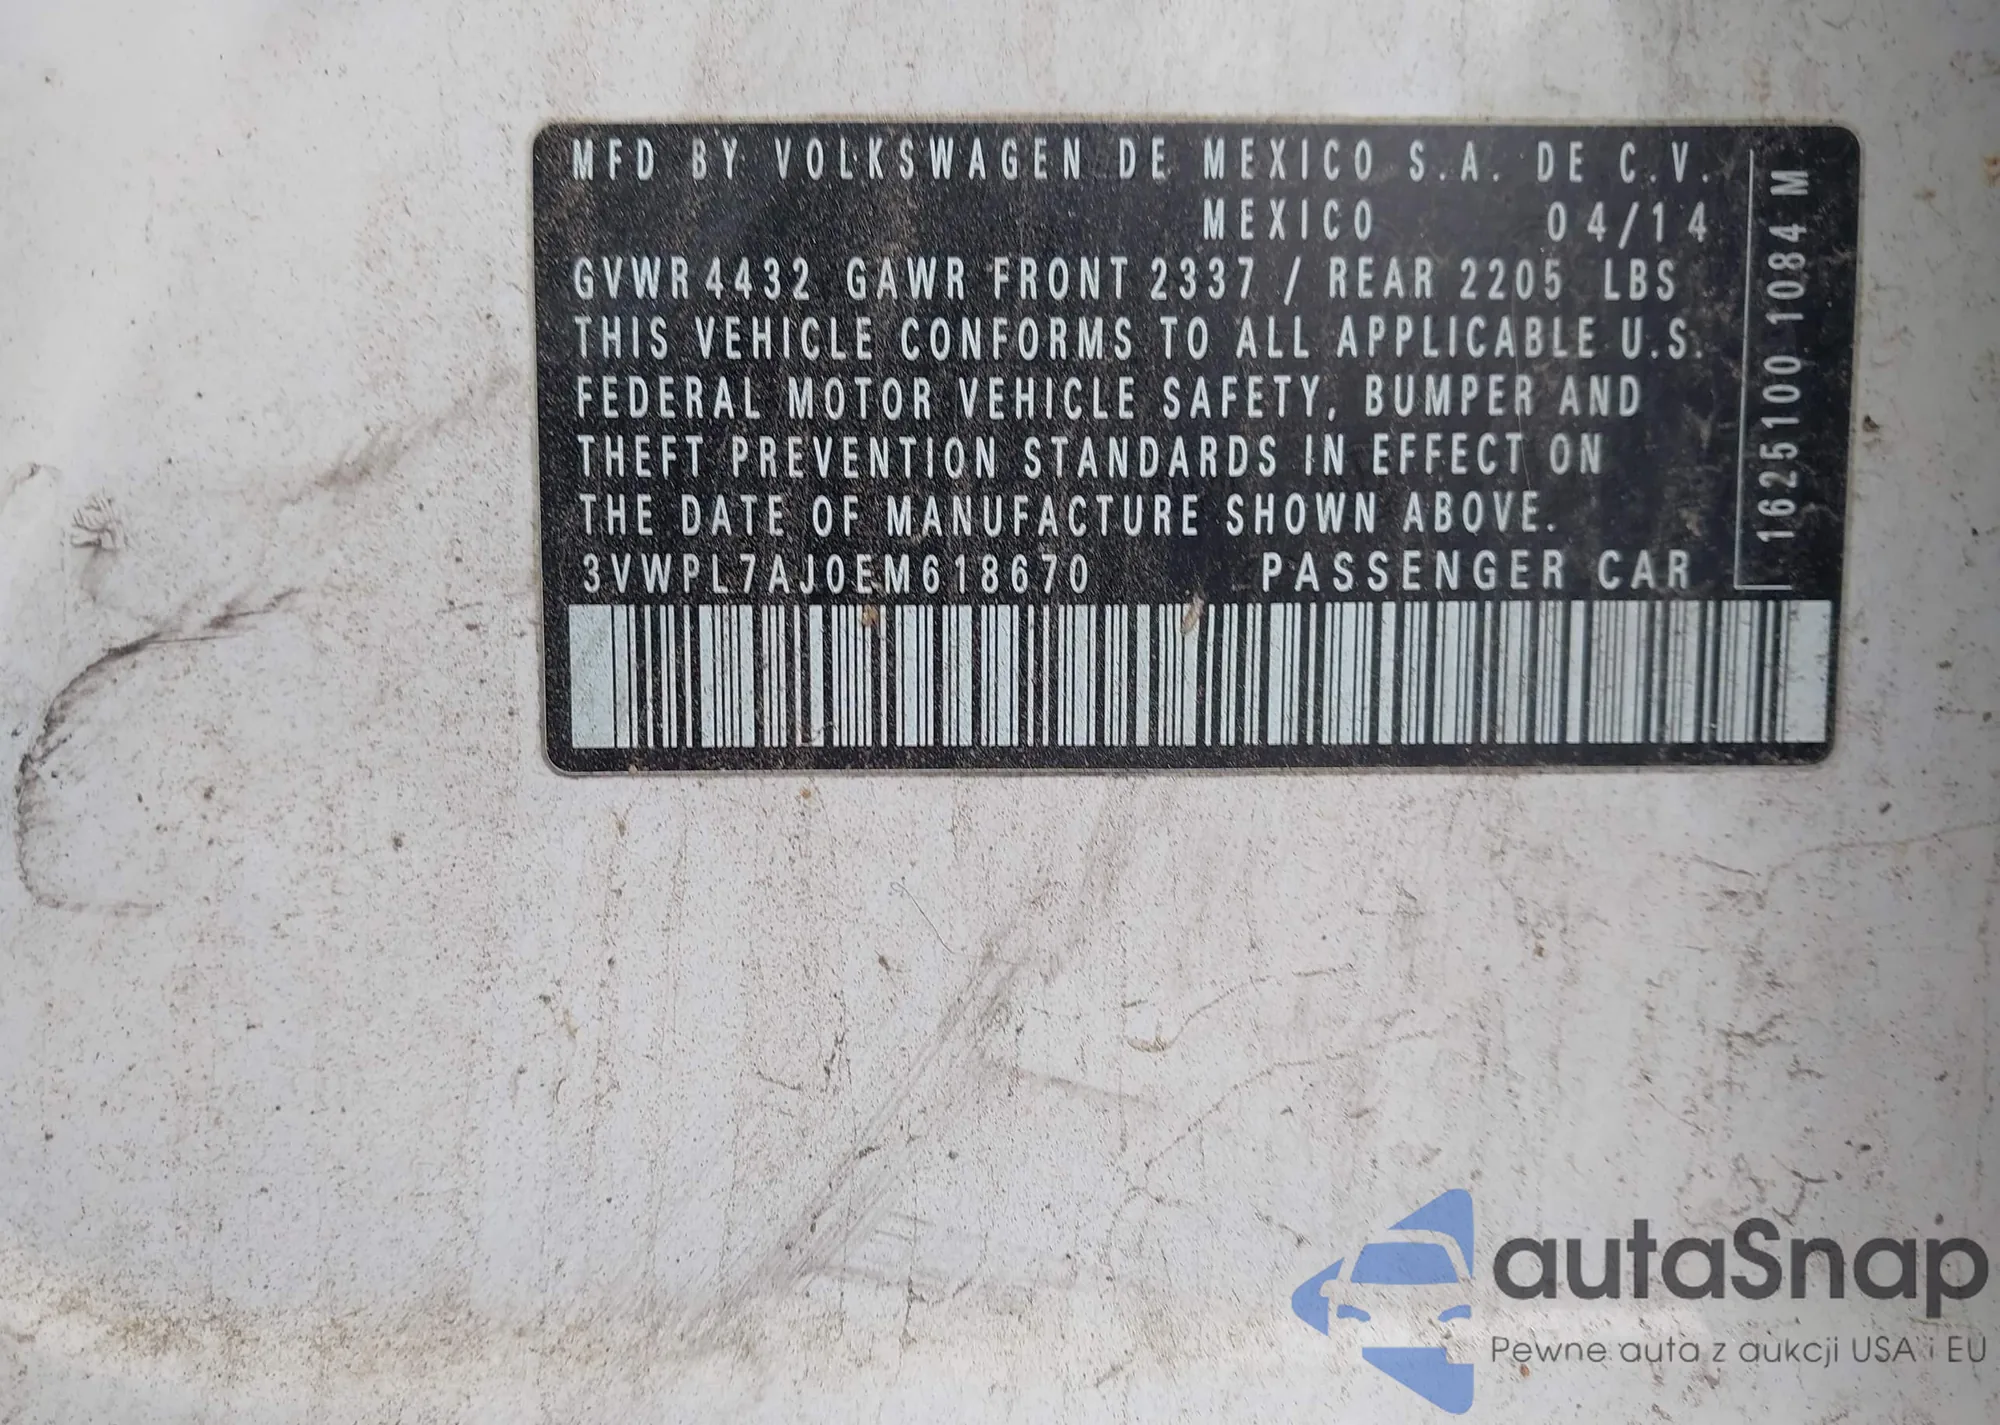 MFD BY VOLKSWAGEN DE MEXICO S.A. DE C.V.
MEXICO 04/14
GVWR 4432 GAWR FRONT 2337 / REAR 2205 LBS
THIS VEHICLE CONFORMS TO ALL APPLICABLE U.S.
FEDERAL MOTOR VEHICLE SAFETY, BUMPER AND
THEFT PREVENTION STANDARDS IN EFFECT ON
THE DATE OF MANUFACTURE SHOWN ABOVE.
3VWPL7AJ0EM618670 PASSENGER CAR
1625100 1084 M
autaSnap
Pewne auta z aukcji USA i EU